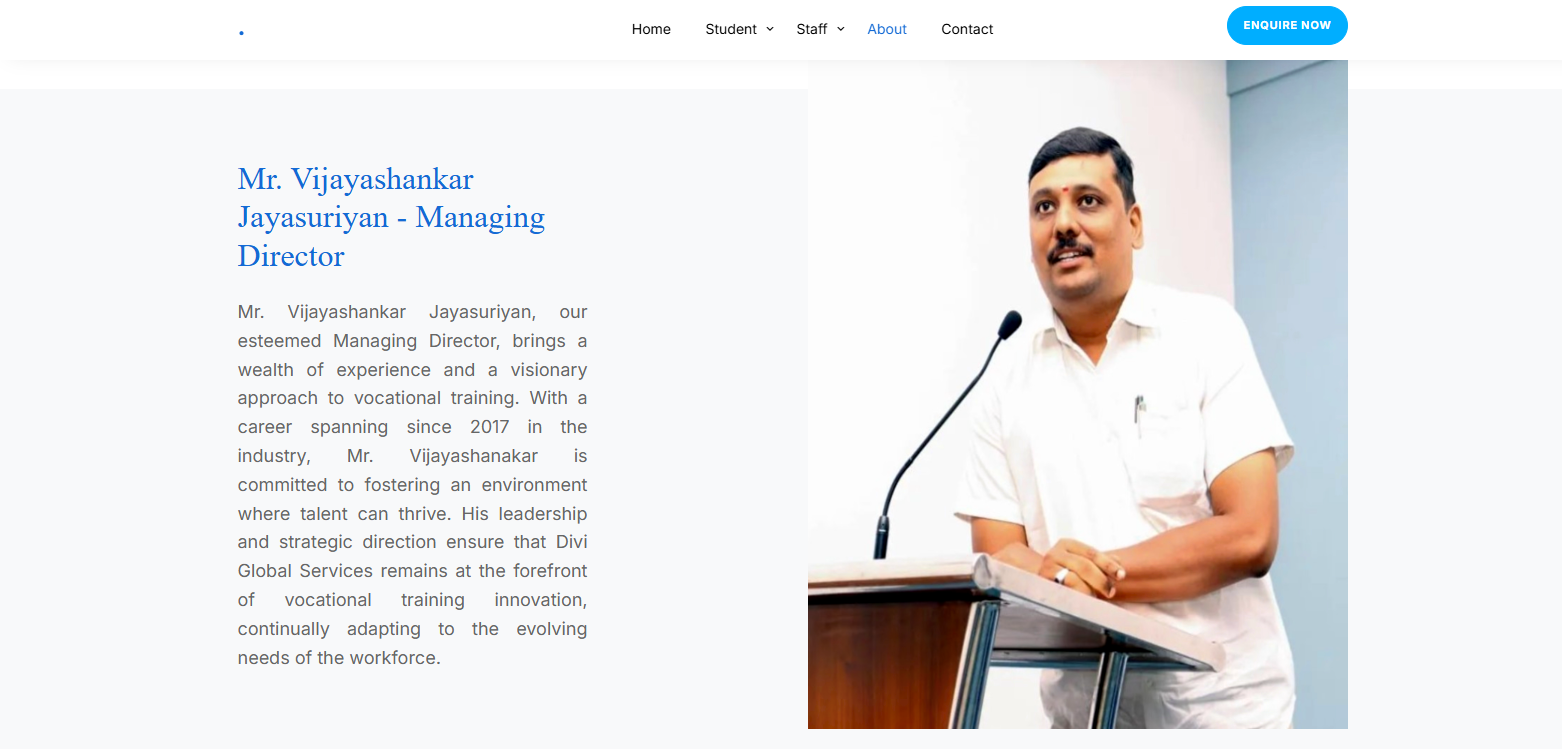 Home Student Staff About Contact ENQUIRE NOW
Mr. Vijayashankar
Jayasuriyan - Managing
Director
Mr. Vijayashankar Jayasuriyan, our
esteemed Managing Director, brings a
wealth of experience and a visionary
approach to vocational training. With a
career spanning since 2017 in the
industry, Mr. Vijayashanakar is
committed to fostering an environment
where talent can thrive. His leadership
and strategic direction ensure that Divi
Global Services remains at the forefront
of vocational training innovation,
continually adapting to the evolving
needs of the workforce.